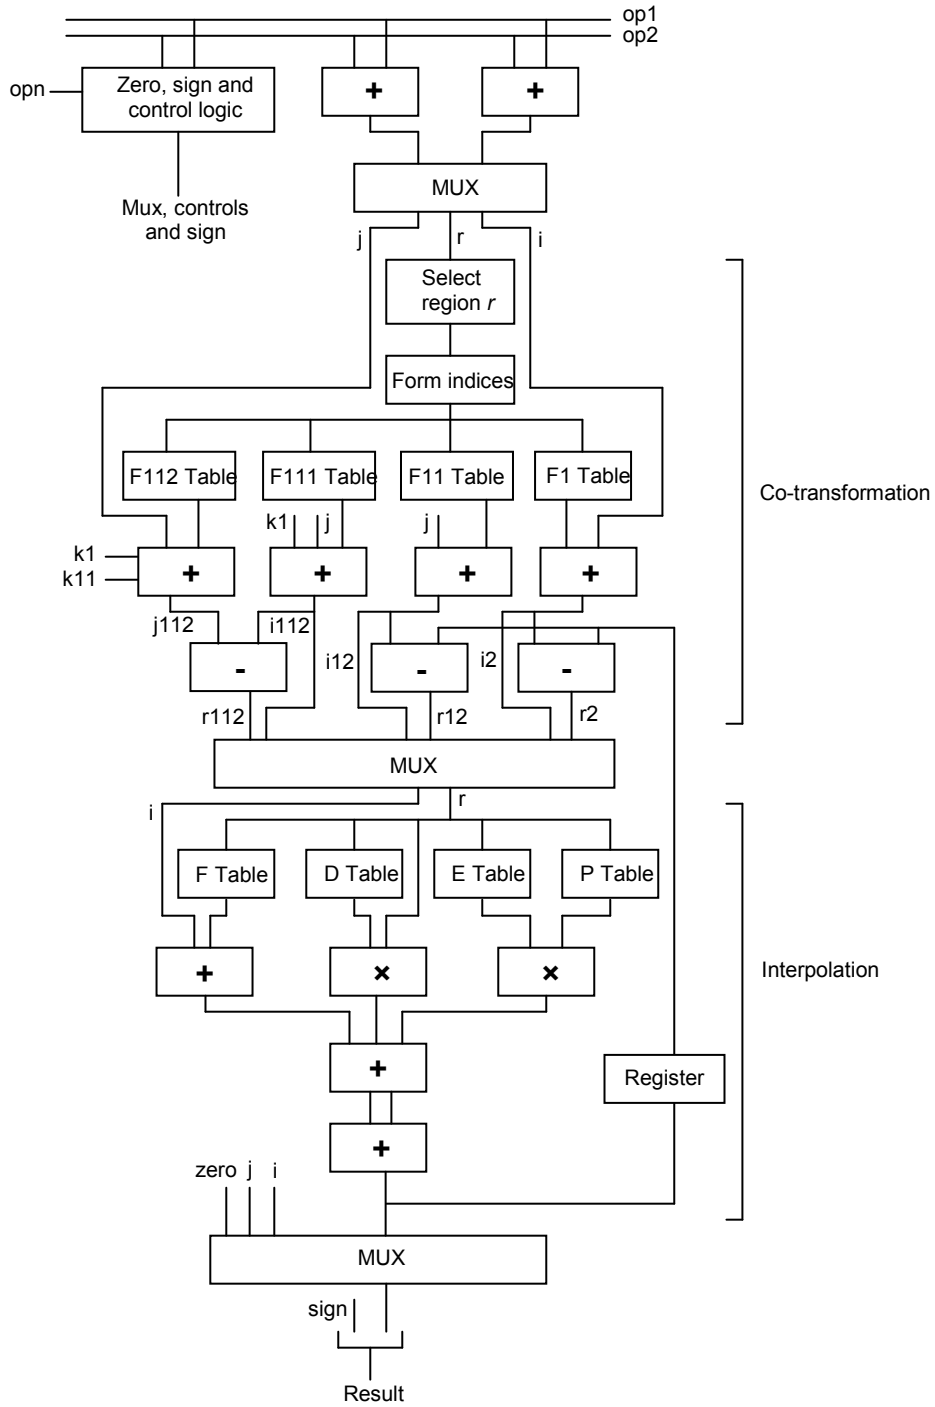 op1
op2
opn
Zero, sign and
control logic
+
+
Mux, controls
and sign
MUX
j
r
i
Select
region r
Form indices
F112 Table
F111 Table
F11 Table
F1 Table
Co-transformation
k1
j
j
k1
k11
+
+
+
+
j112
i112
i12
i2
-
-
-
r112
r12
r2
MUX
i
r
F Table
D Table
E Table
P Table
+
×
×
Interpolation
+
Register
+
zero
j
i
MUX
sign
Result